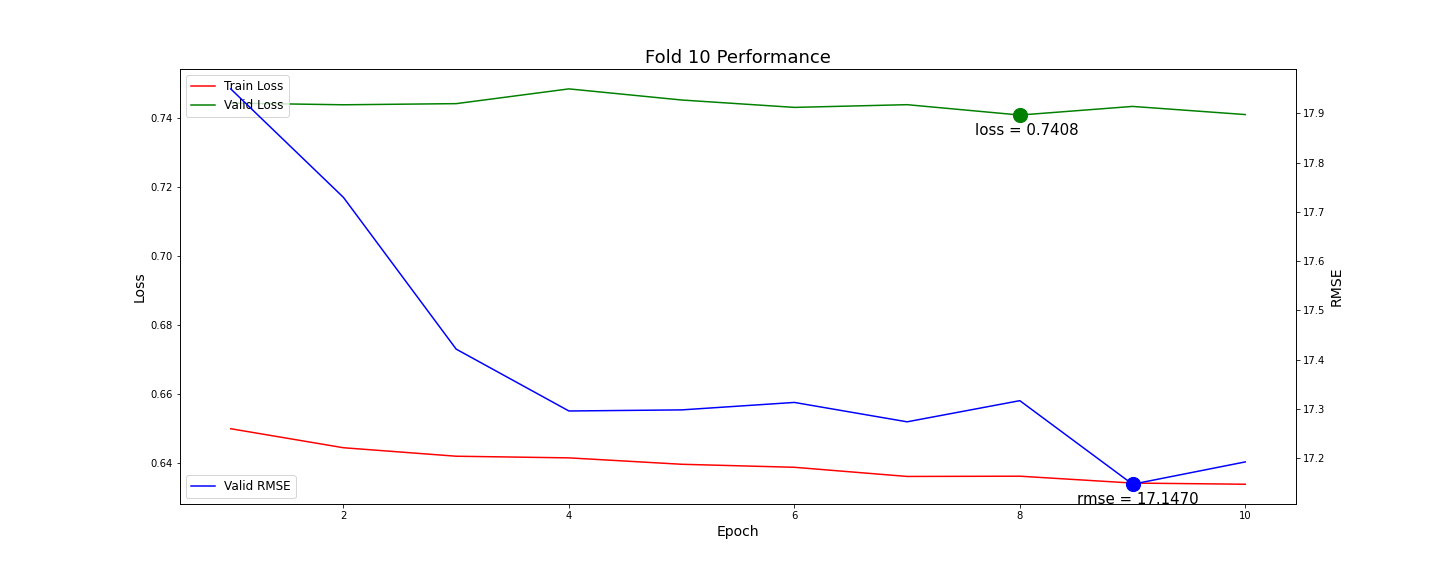 Fold 10 Performance
Train Loss
Valid Loss
0.74
0.72
0.70
0.68
0.66
0.64
Loss
loss = 0.7408
17.9
17.8
17.7
17.6
17.5
17.4
17.3
17.2
RMSE
Valid RMSE
rmse = 17.1470
2
4
6
8
10
Epoch